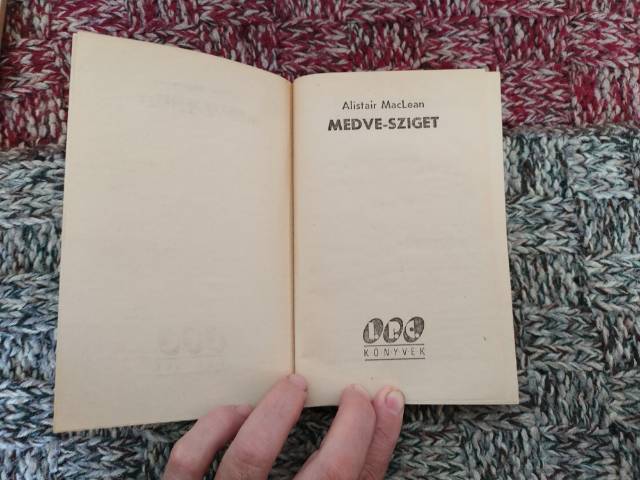 Alistair MacLean
MEDVE-SZIGET
I.P.C.
KÖNYVEK